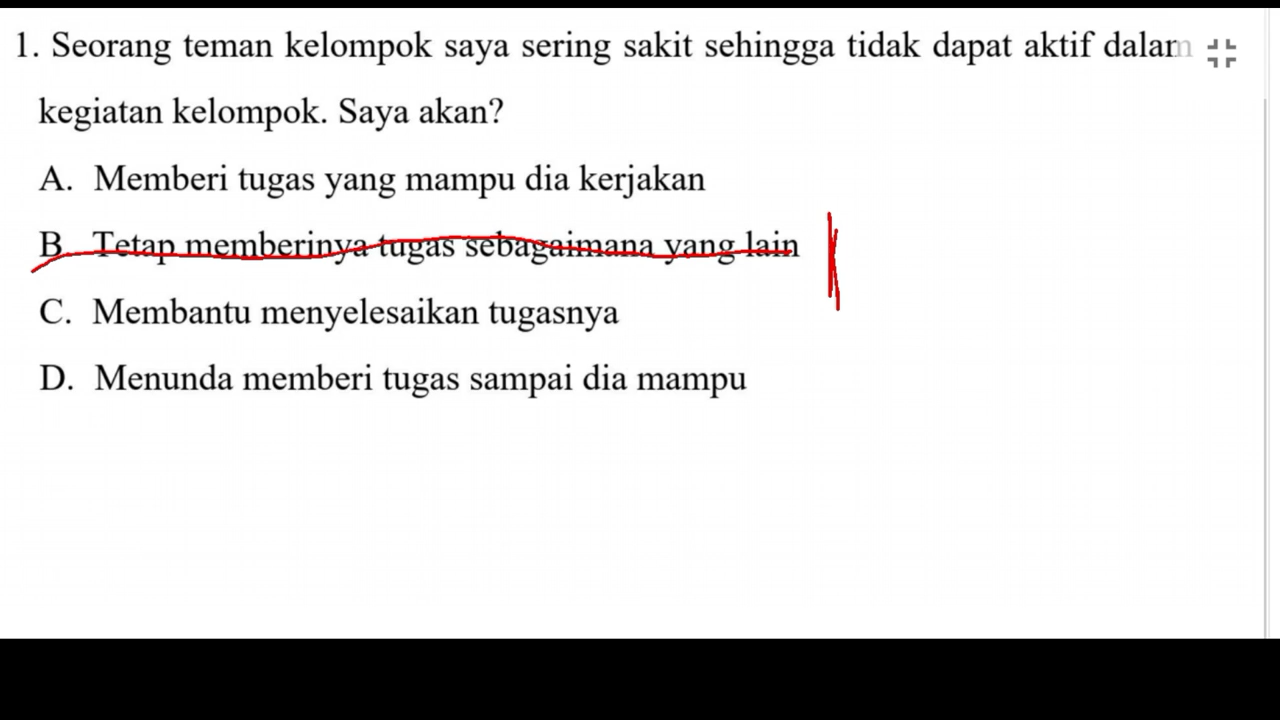 1. Seorang teman kelompok saya sering sakit sehingga tidak dapat aktif dalam
kegiatan kelompok. Saya akan?
A. Memberi tugas yang mampu dia kerjakan
B. Tetap memberinya tugas sebagaimana yang lain
C. Membantu menyelesaikan tugasnya
D. Menunda memberi tugas sampai dia mampu